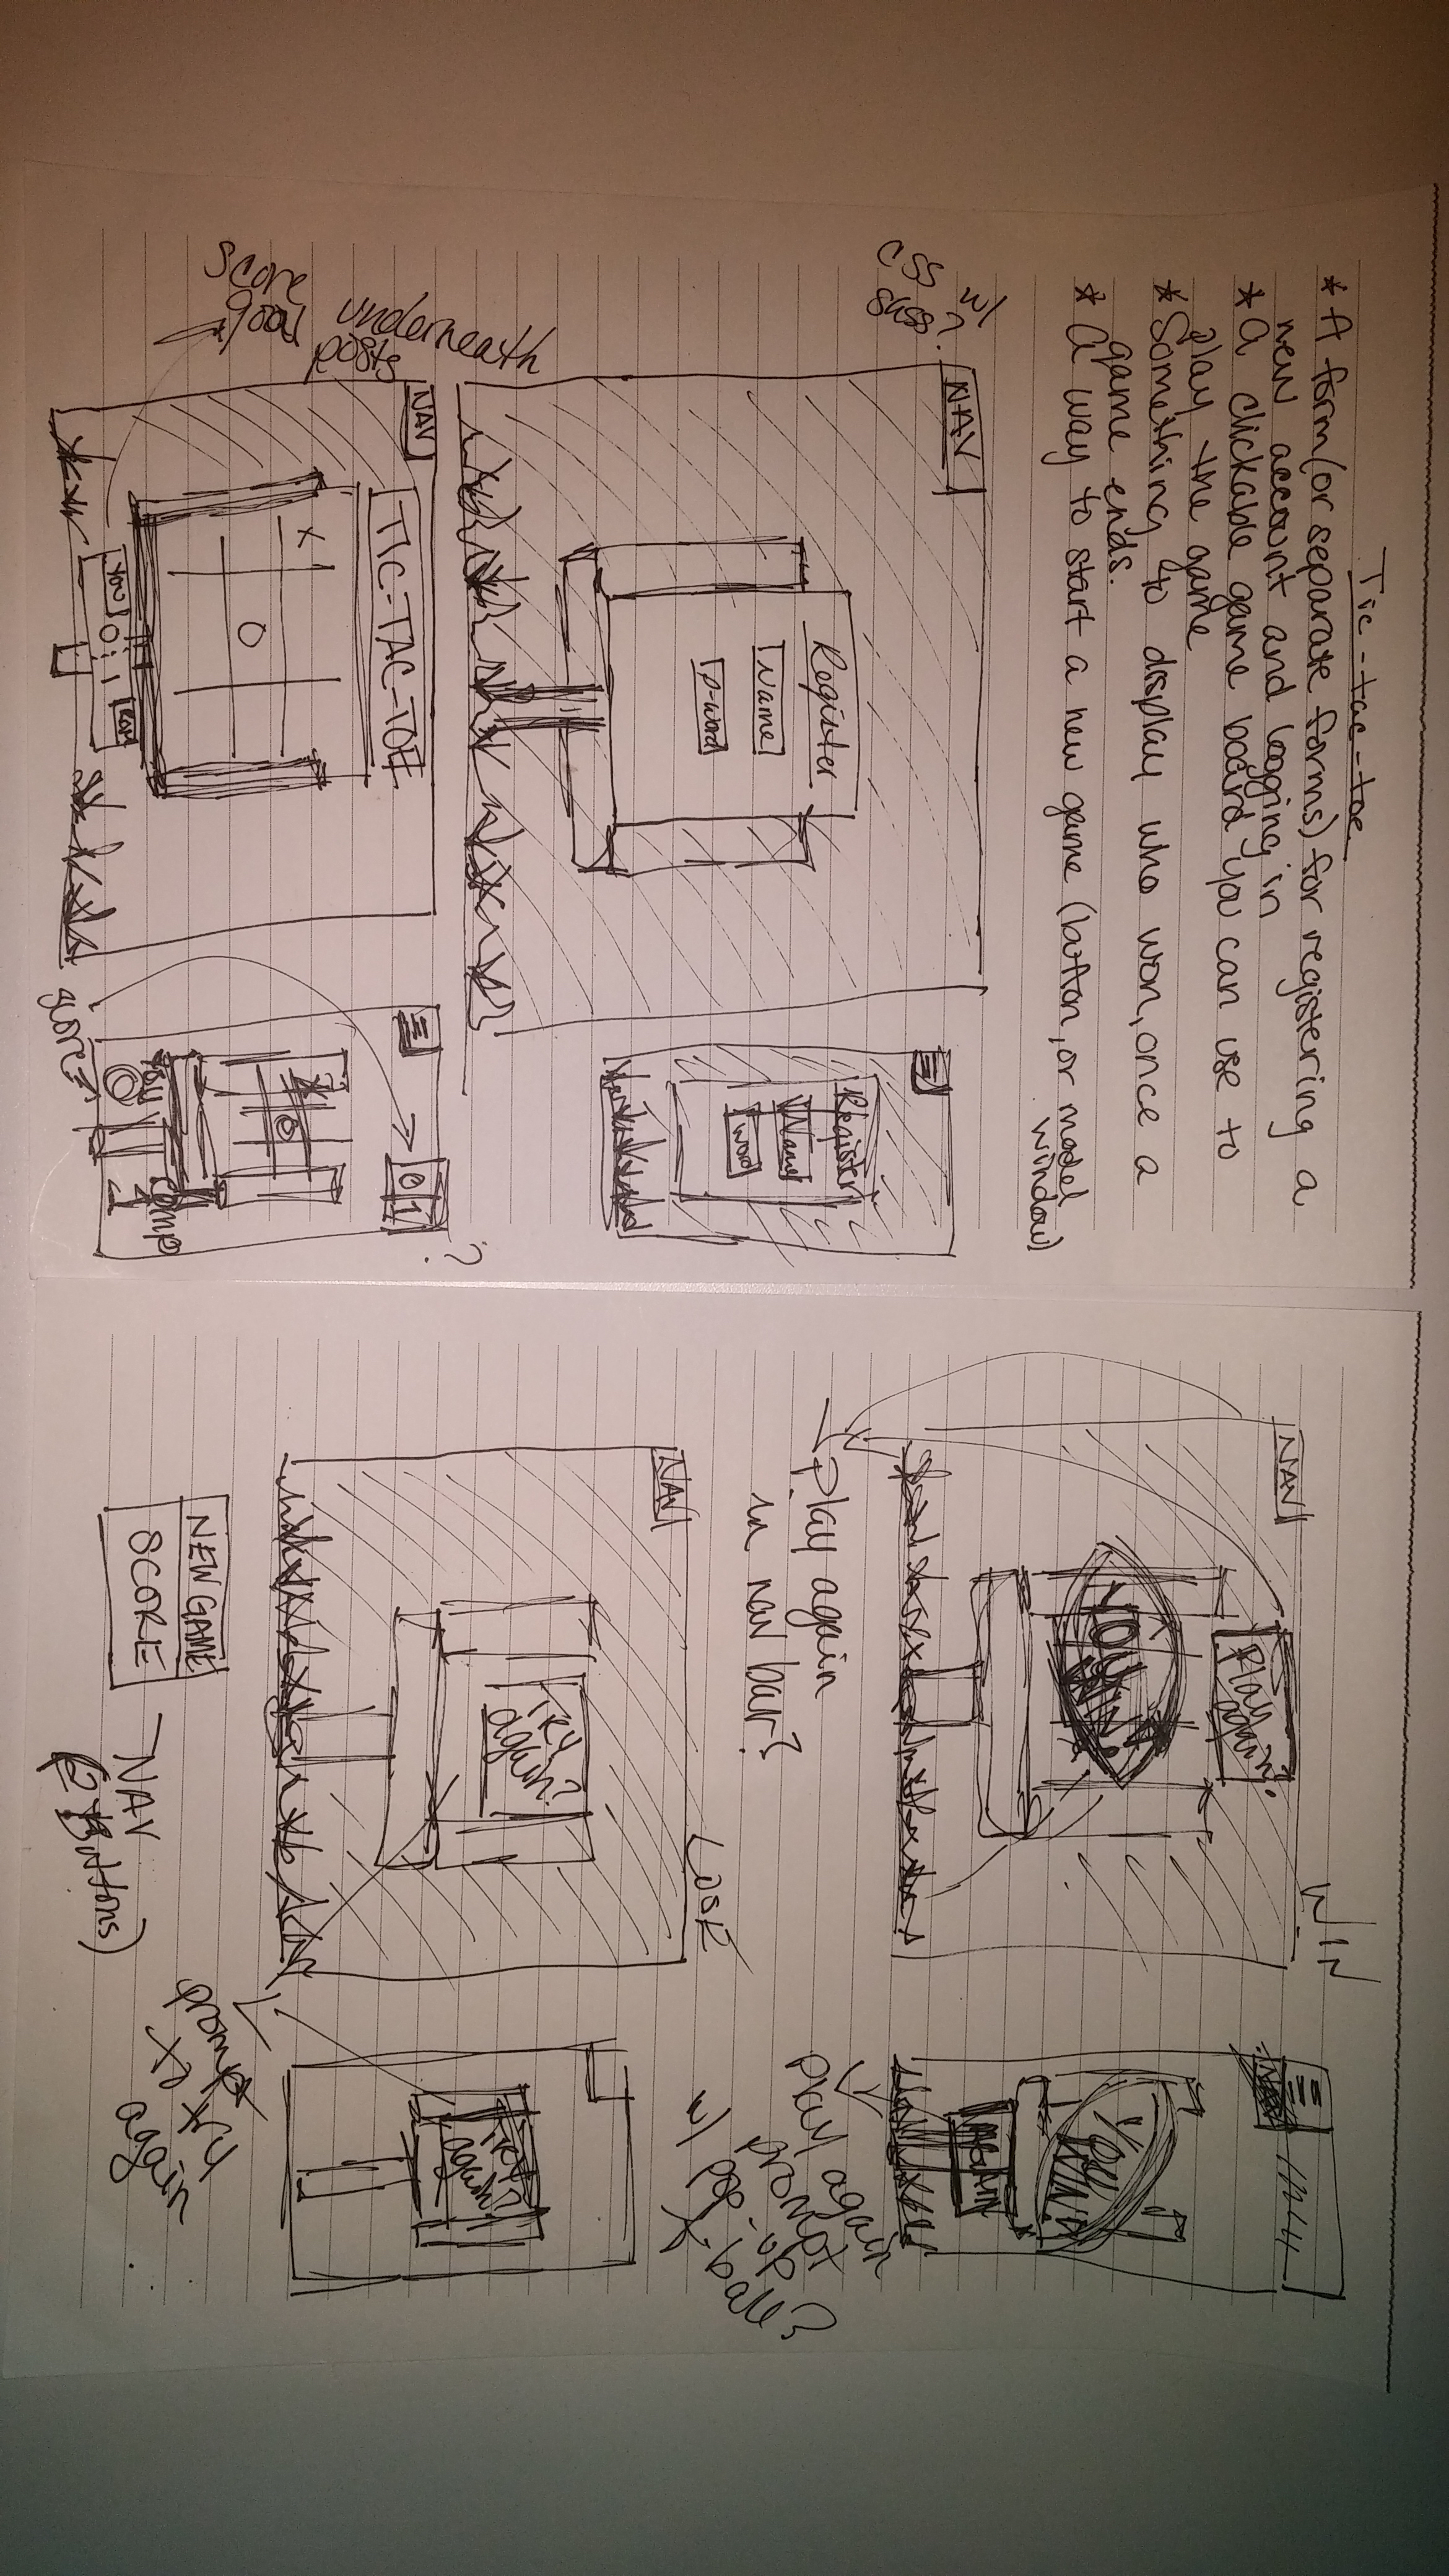 Tic-tac-toe
* A form (or separate forms) for registering a
new account and logging in
* A clickable game board you can use to
play the game
* Something to display who won, once a
game ends.
* A way to start a new game (button, or model
window)
css w/
sass?
NAV
Register
Name
p-word
Register
Name
word
score underneath
goal posts
NAV
TIC-TAC-TOE
X
O
YOU 0:1 com
0 1
?
X
O
You comp
0 1
score?
WIN
NAV
Play
again?
YOU
WIN!
You
WIN!
AGAIN
→ Play again
in nav bar?
play again
prompt
w/ pop-up
f. ball?
LOSE
NAV
TRY
again?
TRY
again?
prompt
to try
again
NEW GAME
SCORE
- NAV
(2 Buttons)